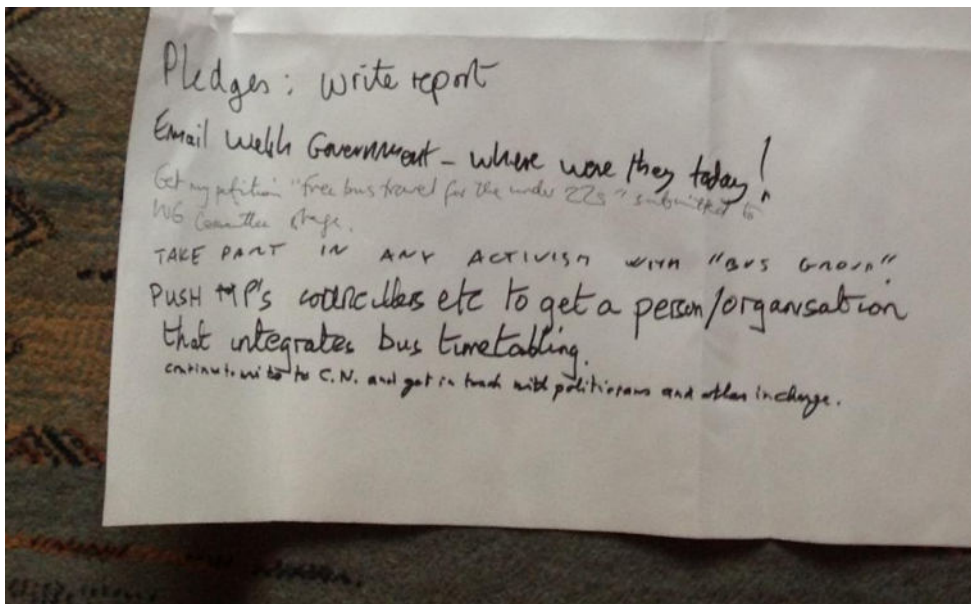 Pledges: write report
Email Welsh Government - where were they today!
Get my petition "free bus travel for the under 22s" submitted to
WG Committee stage.
TAKE PART IN ANY ACTIVISM WITH "BUS GROUP".
PUSH MP's councillers etc to get a person/organisation
that integrates bus timetabling.
continue to write to C.N. and get in touch with politicians and others in charge.